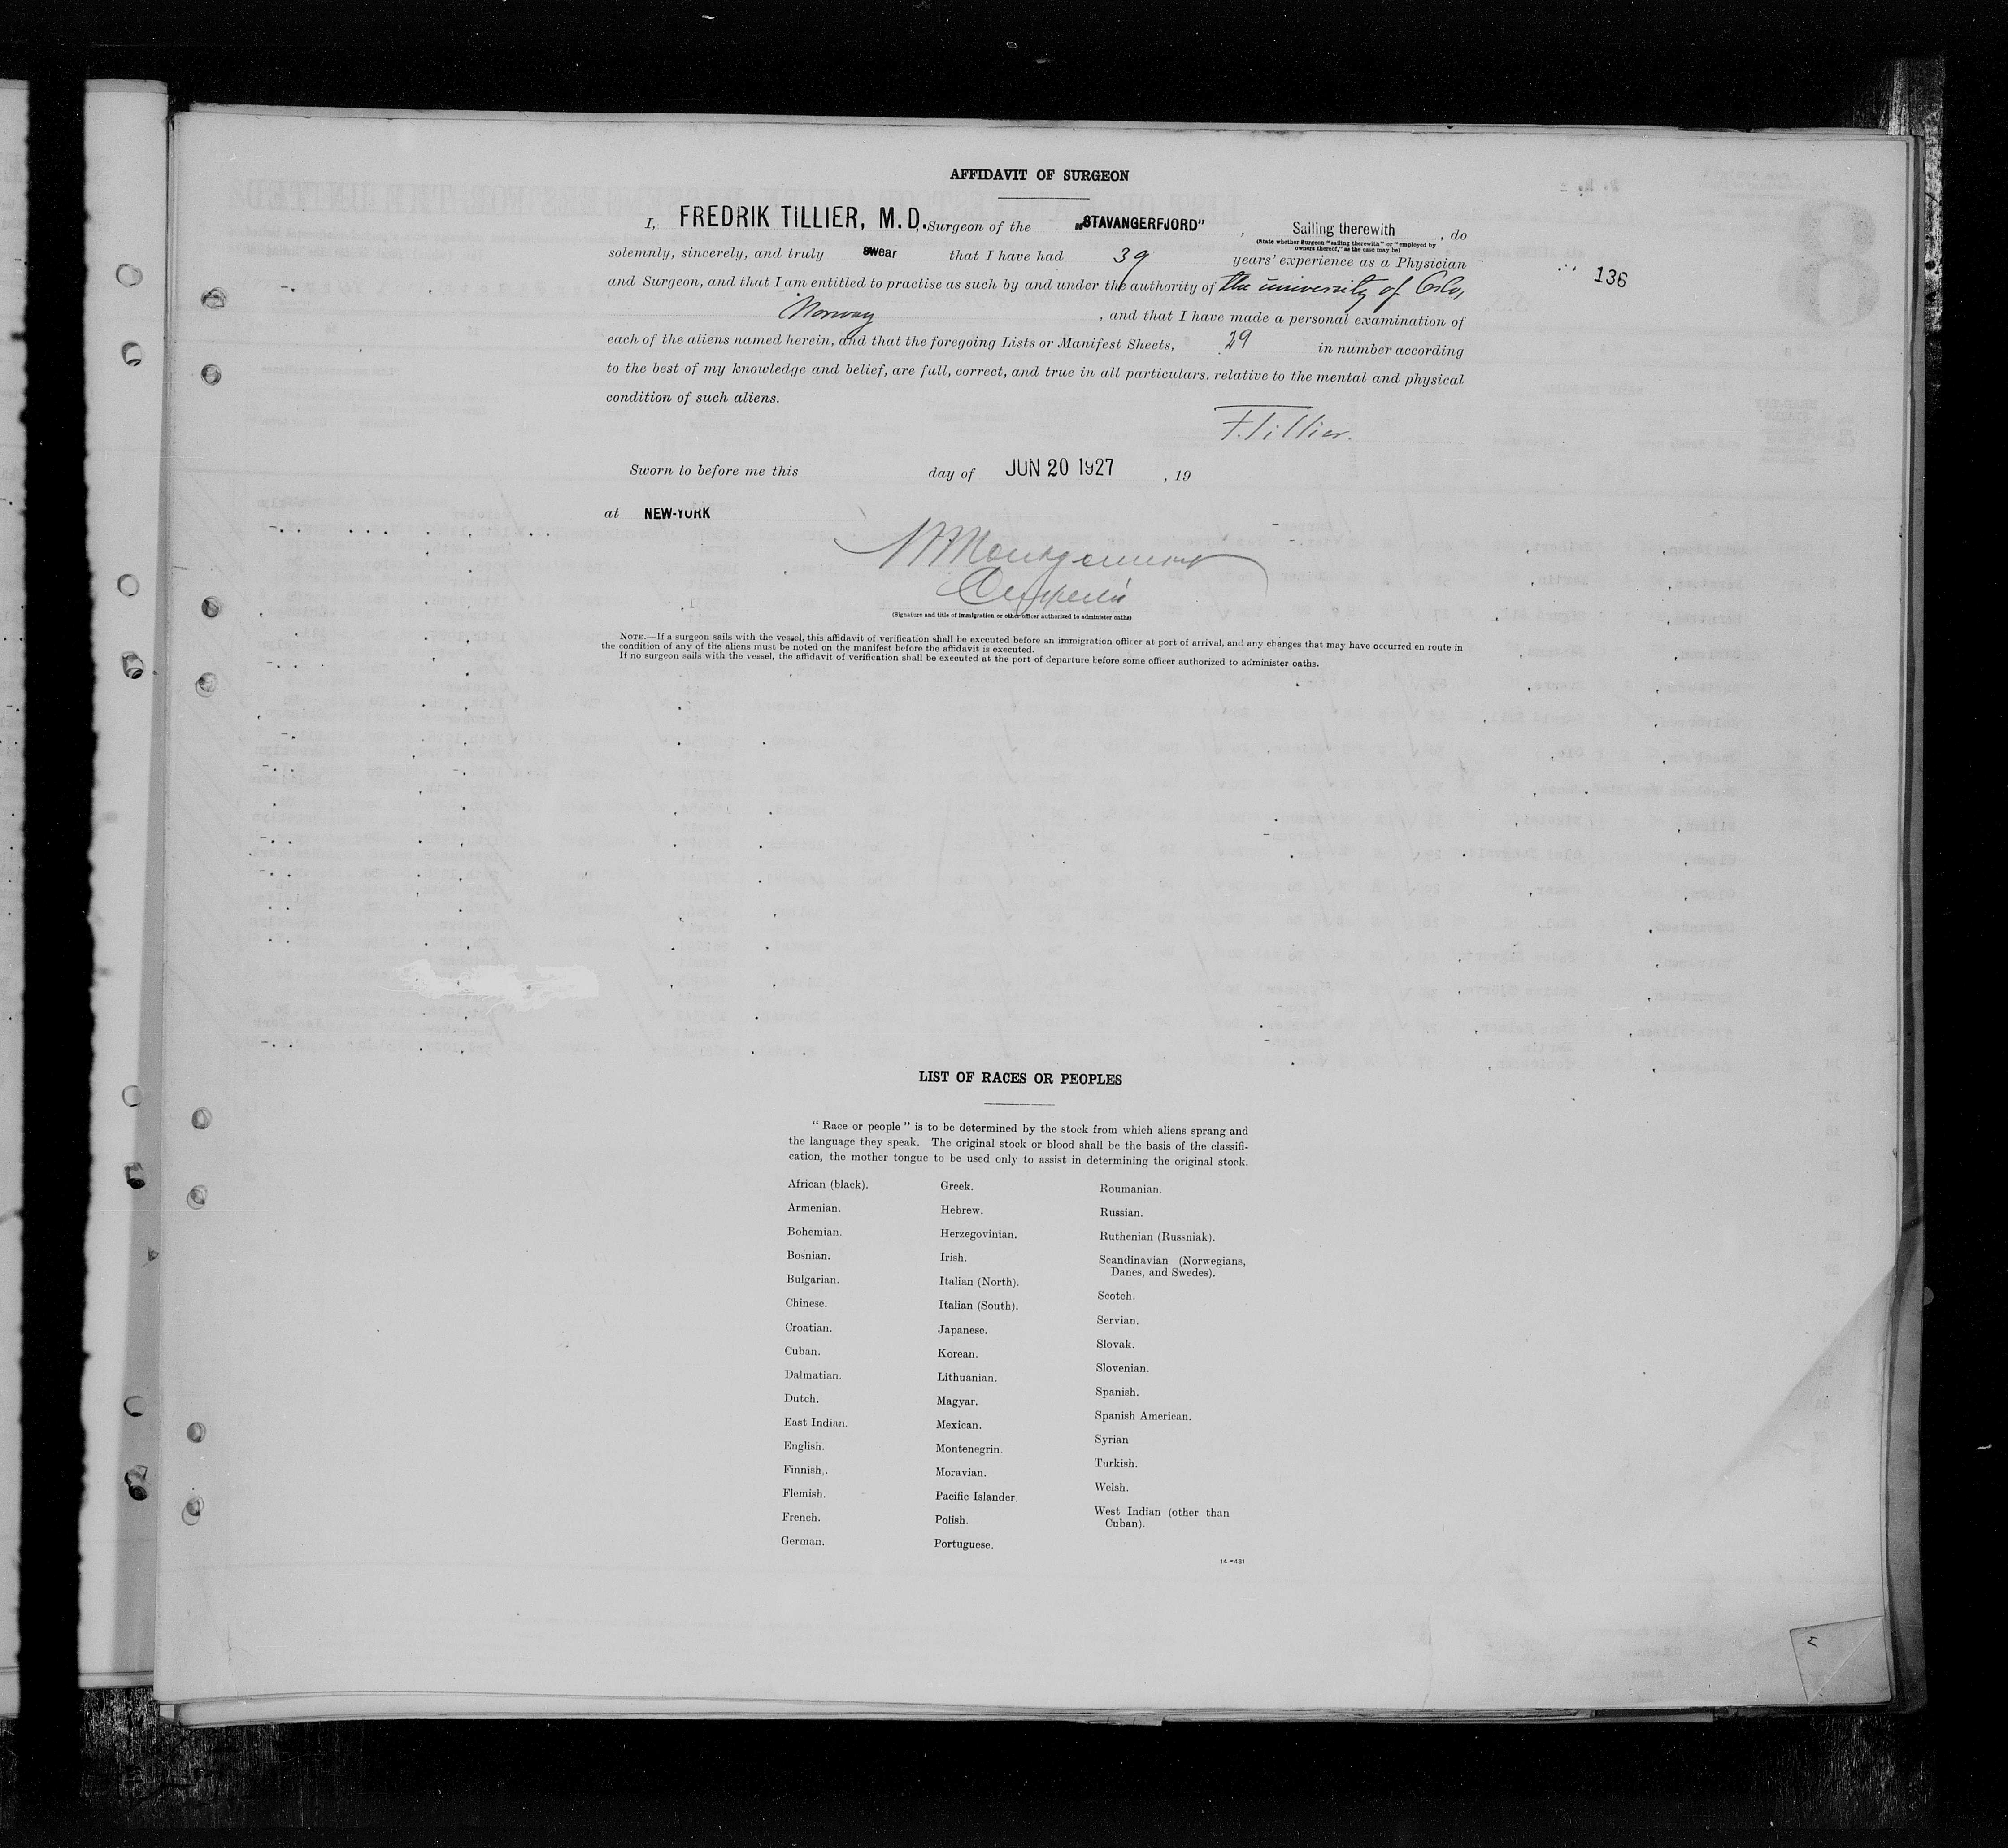 AFFIDAVIT OF SURGEON
I, FREDRIK TILLIER, M.D. Surgeon of the „STAVANGERFJORD" , Sailing therewith , do
(State whether Surgeon "sailing therewith" or "employed by
owners thereof," as the case may be)
solemnly, sincerely, and truly swear that I have had 39 years' experience as a Physician
136
and Surgeon, and that I am entitled to practise as such by and under the authority of the university of Oslo,
Norway , and that I have made a personal examination of
each of the aliens named herein, and that the foregoing Lists or Manifest Sheets, 29 in number according
to the best of my knowledge and belief, are full, correct, and true in all particulars. relative to the mental and physical
condition of such aliens.
F. Tillier.
Sworn to before me this day of JUN 20 1927 , 19
at NEW-YORK
Montgomery
(Signature and title of immigration or other officer authorized to administer oaths)
NOTE.—If a surgeon sails with the vessel, this affidavit of verification shall be executed before an immigration officer at port of arrival, and any changes that may have occurred en route in
the condition of any of the aliens must be noted on the manifest before the affidavit is executed.
If no surgeon sails with the vessel, the affidavit of verification shall be executed at the port of departure before some officer authorized to administer oaths.
LIST OF RACES OR PEOPLES
"Race or people" is to be determined by the stock from which aliens sprang and
the language they speak. The original stock or blood shall be the basis of the classifi-
cation, the mother tongue to be used only to assist in determining the original stock.
African (black).
Armenian.
Bohemian.
Bosnian.
Bulgarian.
Chinese.
Croatian.
Cuban.
Dalmatian.
Dutch.
East Indian.
English.
Finnish.
Flemish.
French.
German.
Greek.
Hebrew.
Herzegovinian.
Irish.
Italian (North).
Italian (South).
Japanese.
Korean.
Lithuanian.
Magyar.
Mexican.
Montenegrin.
Moravian.
Pacific Islander.
Polish.
Portuguese.
Roumanian.
Russian.
Ruthenian (Russniak).
Scandinavian (Norwegians,
Danes, and Swedes).
Scotch.
Servian.
Slovak.
Slovenian.
Spanish.
Spanish American.
Syrian
Turkish.
Welsh.
West Indian (other than
Cuban).
14—431